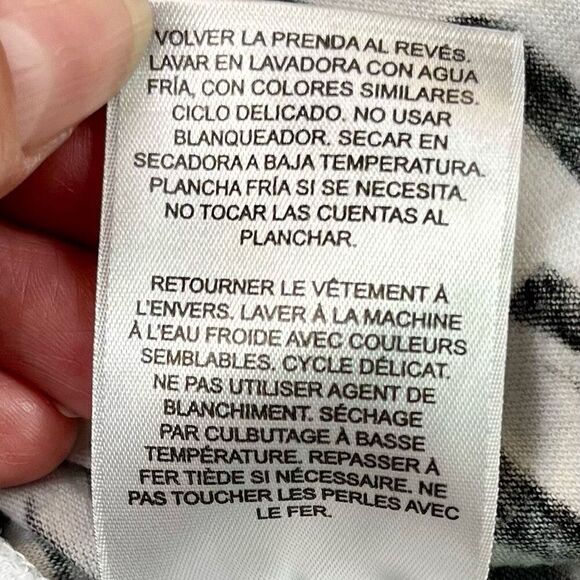 VOLVER LA PRENDA AL REVÉS.
LAVAR EN LAVADORA CON AGUA
FRÍA, CON COLORES SIMILARES.
CICLO DELICADO. NO USAR
BLANQUEADOR. SECAR EN
SECADORA A BAJA TEMPERATURA.
PLANCHA FRÍA SI SE NECESITA.
NO TOCAR LAS CUENTAS AL
PLANCHAR.
RETOURNER LE VÊTEMENT À
L'ENVERS. LAVER À LA MACHINE
À L'EAU FROIDE AVEC COULEURS
SEMBLABLES. CYCLE DÉLICAT.
NE PAS UTILISER AGENT DE
BLANCHIMENT. SÉCHAGE
PAR CULBUTAGE À BASSE
TEMPÉRATURE. REPASSER À
FER TIÈDE SI NÉCESSAIRE. NE
PAS TOUCHER LES PERLES AVEC
LE FER.